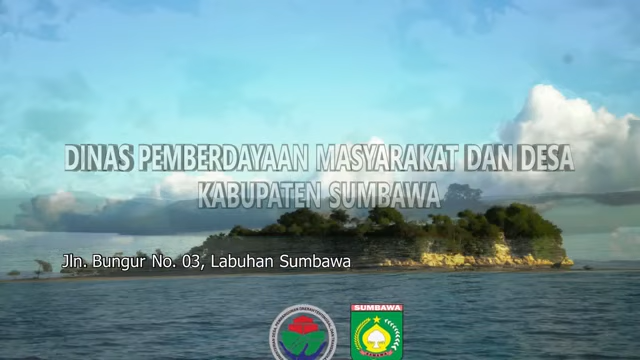 DINAS PEMBERDAYAAN MASYARAKAT DAN DESA
KABUPATEN SUMBAWA
Jln. Bungur No. 03, Labuhan Sumbawa
SUMBAWA